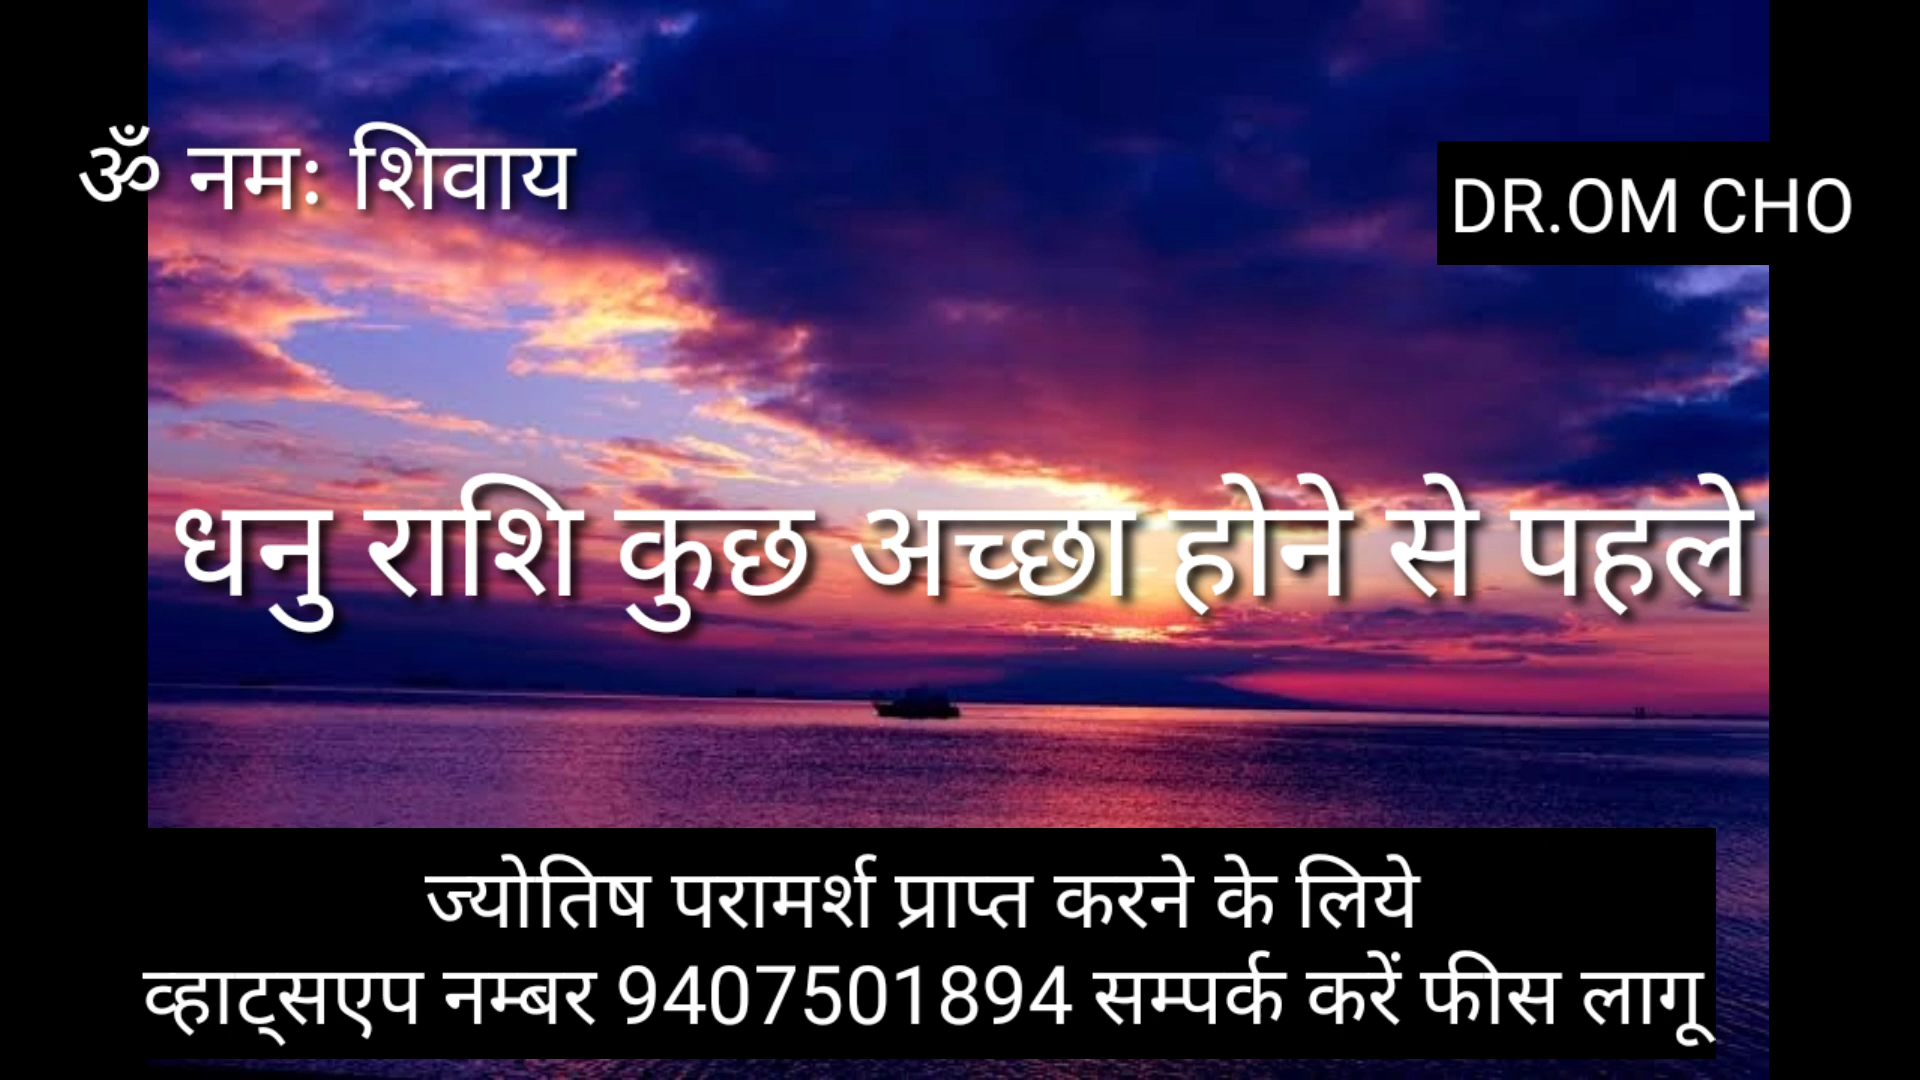 ॐ नमः शिवाय
DR.OM CHO
धनु राशि कुछ अच्छा होने से पहले
ज्योतिष परामर्श प्राप्त करने के लिये
व्हाट्सएप नम्बर 9407501894 सम्पर्क करें फीस लागू